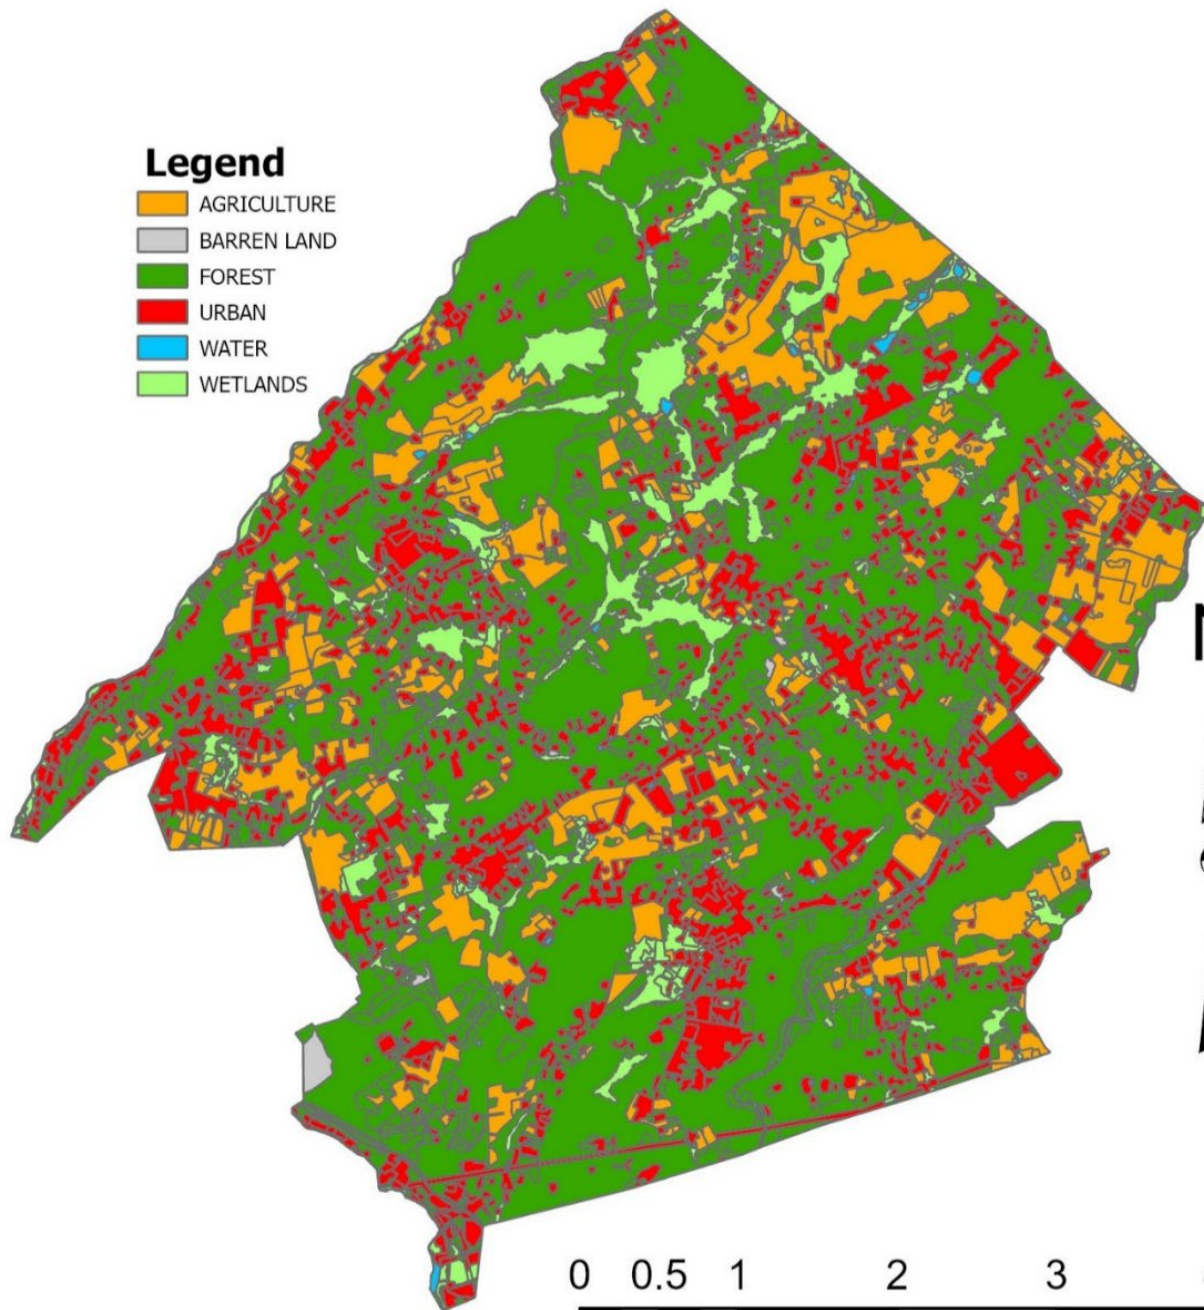 Legend
AGRICULTURE
BARREN LAND
FOREST
URBAN
WATER
WETLANDS
0 0.5 1 2 3